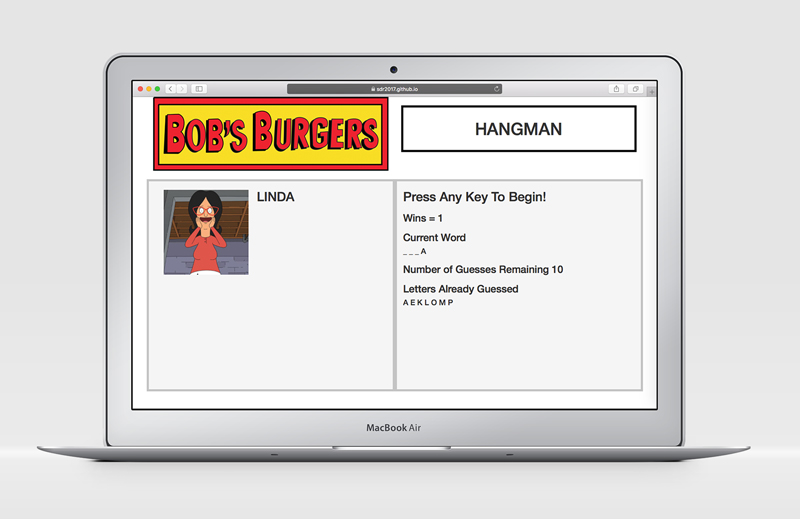 sdr2017.github.io
BOB'S BURGERS
HANGMAN
LINDA
Press Any Key To Begin!
Wins = 1
Current Word
_ _ _ A
Number of Guesses Remaining 10
Letters Already Guessed
A E K L O M P
MacBook Air